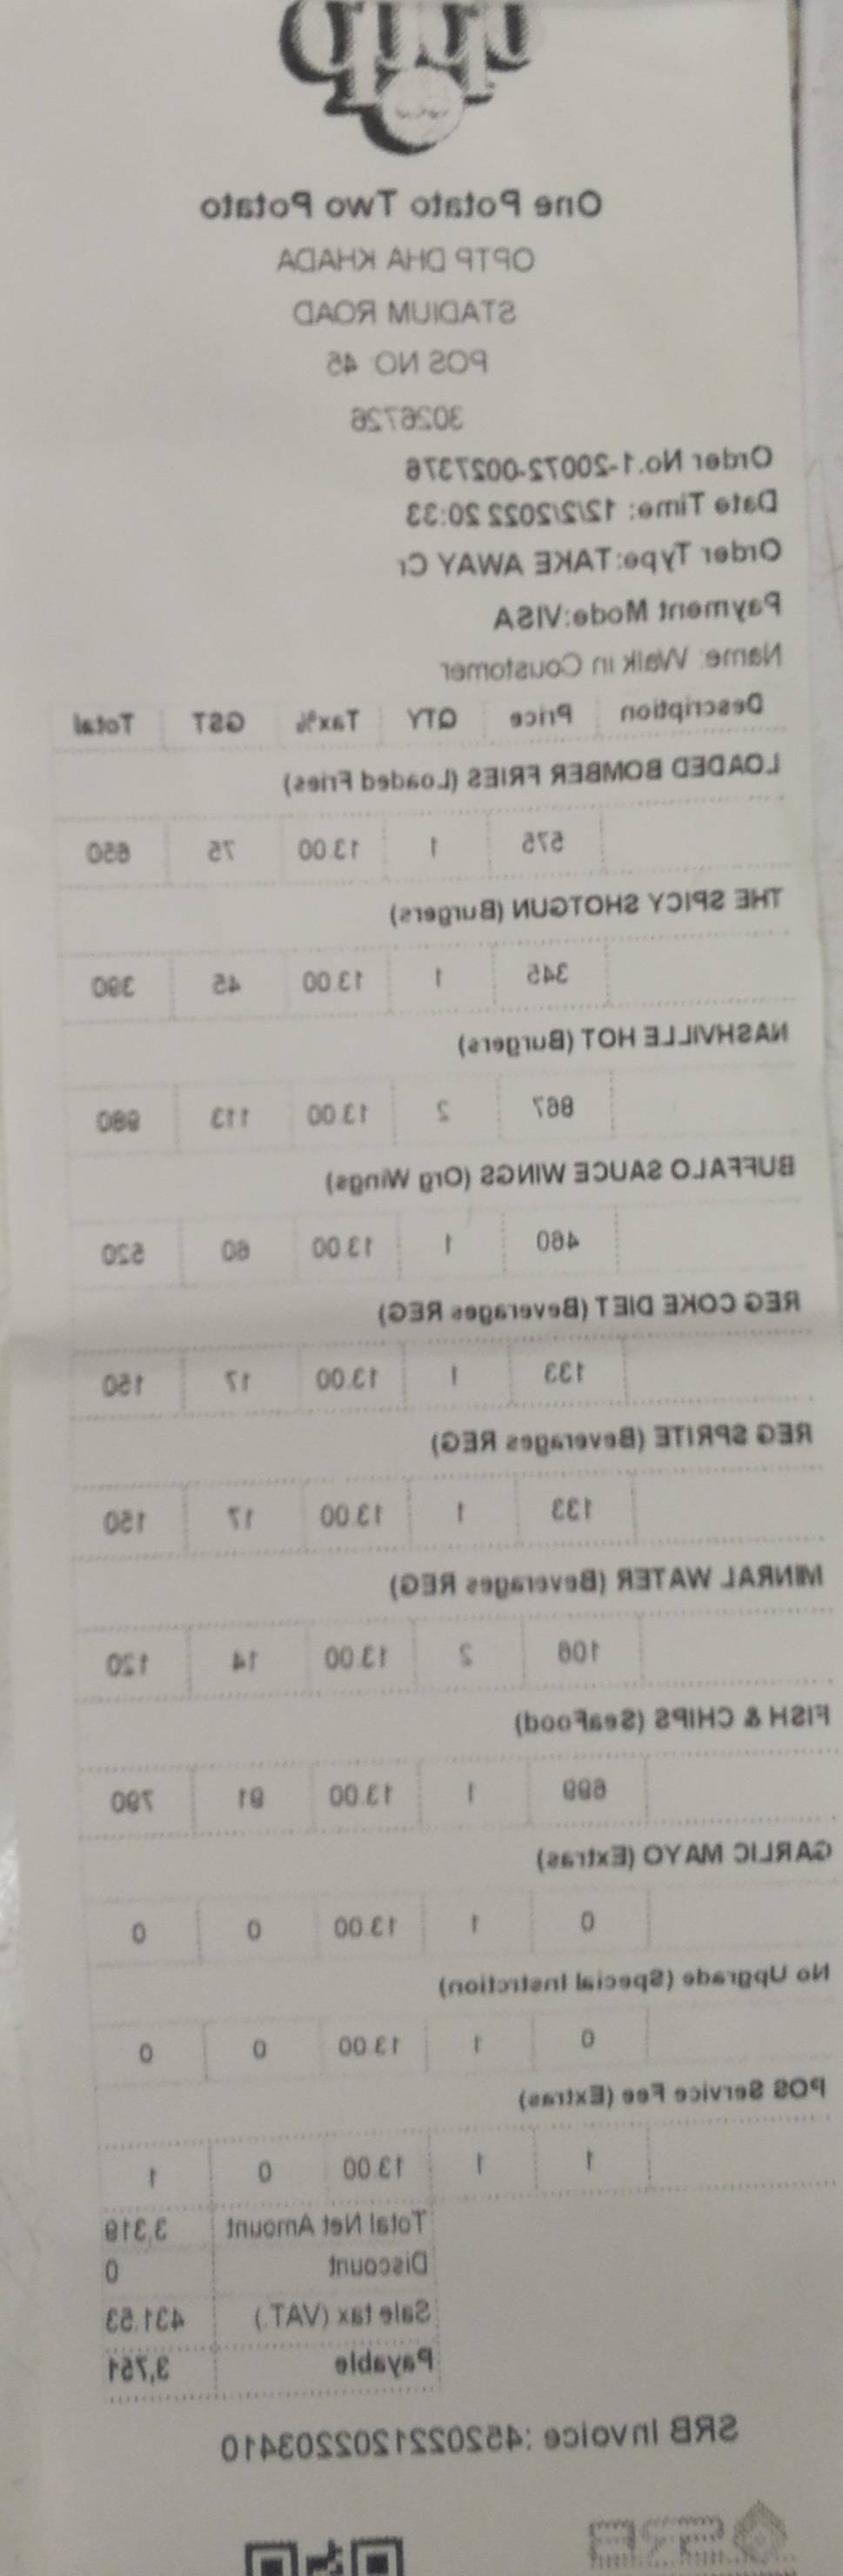 One Potato Two Potato
OPTP DHA KHADA
STADIUM ROAD
POS NO 45
3026726
Order No.1-20072-0027376
Date Time: 12/2/2022 20:33
Order Type:TAKE AWAY Cr
Payment Mode:VISA
Name: Walk in Coustomer
Description Price QTY Tax% GST Total
LOADED BOMBER FRIES (Loaded Fries)
575 1 13.00 75 650
THE SPICY SHOTGUN (Burgers)
345 1 13.00 45 390
NASHVILLE HOT (Burgers)
867 2 13.00 113 980
BUFFALO SAUCE WINGS (Org Wings)
460 1 13.00 60 520
REG COKE DIET (Beverages REG)
133 1 13.00 17 150
REG SPRITE (Beverages REG)
133 1 13.00 17 150
MINRAL WATER (Beverages REG)
106 2 13.00 14 120
FISH & CHIPS (SeaFood)
699 1 13.00 91 790
GARLIC MAYO (Extras)
0 1 13.00 0 0
No Upgrade (Special Instrction)
0 1 13.00 0 0
POS Service Fee (Extras)
1 1 13.00 0 1
Total Net Amount 3,319
Discount 0
Sale tax (VAT.) 431.53
Payable 3,751
SRB Invoice :4520221202203410